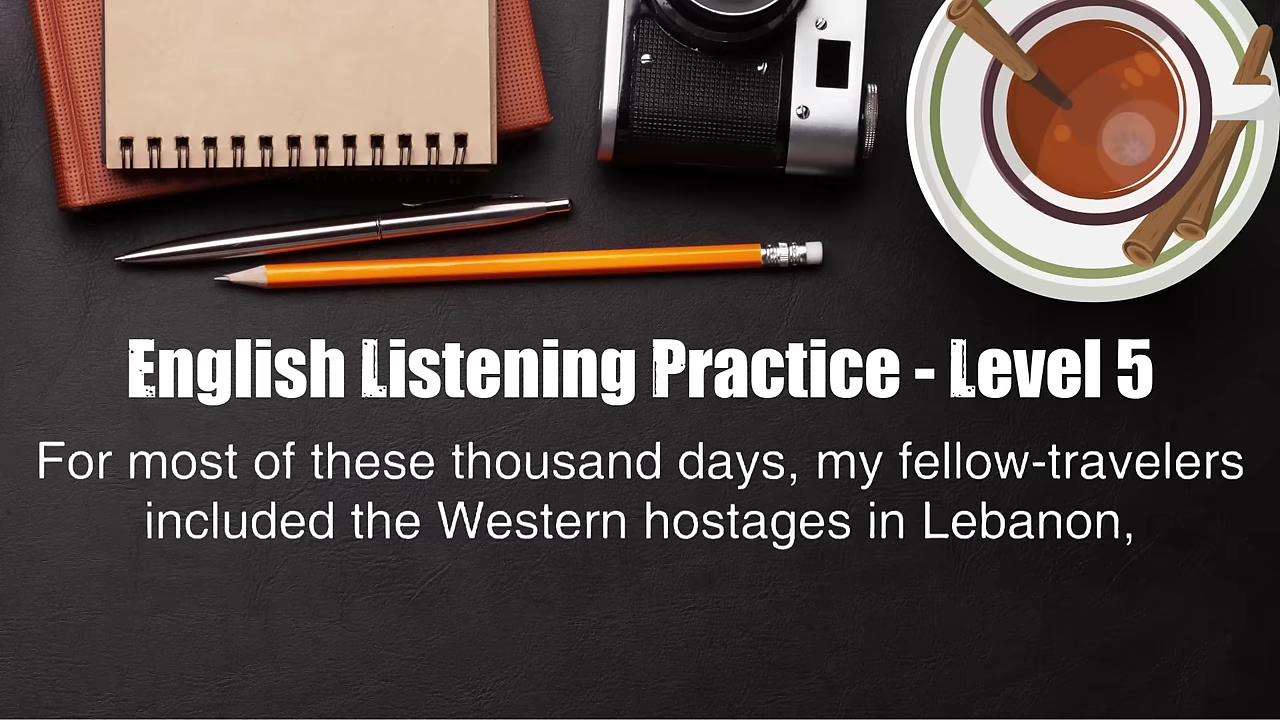 English Listening Practice - Level 5
For most of these thousand days, my fellow-travelers
included the Western hostages in Lebanon,